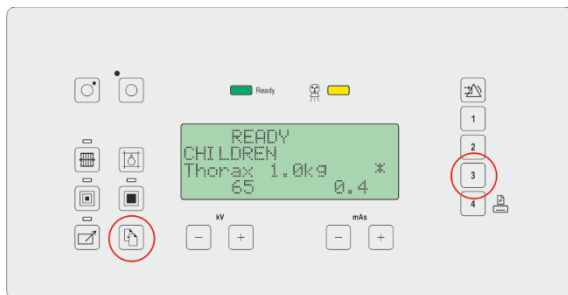 Ready
READY
CHILDREN
Thorax 1.0kg *
65 0.4
kV
mAs
- +
- +
1
2
3
4